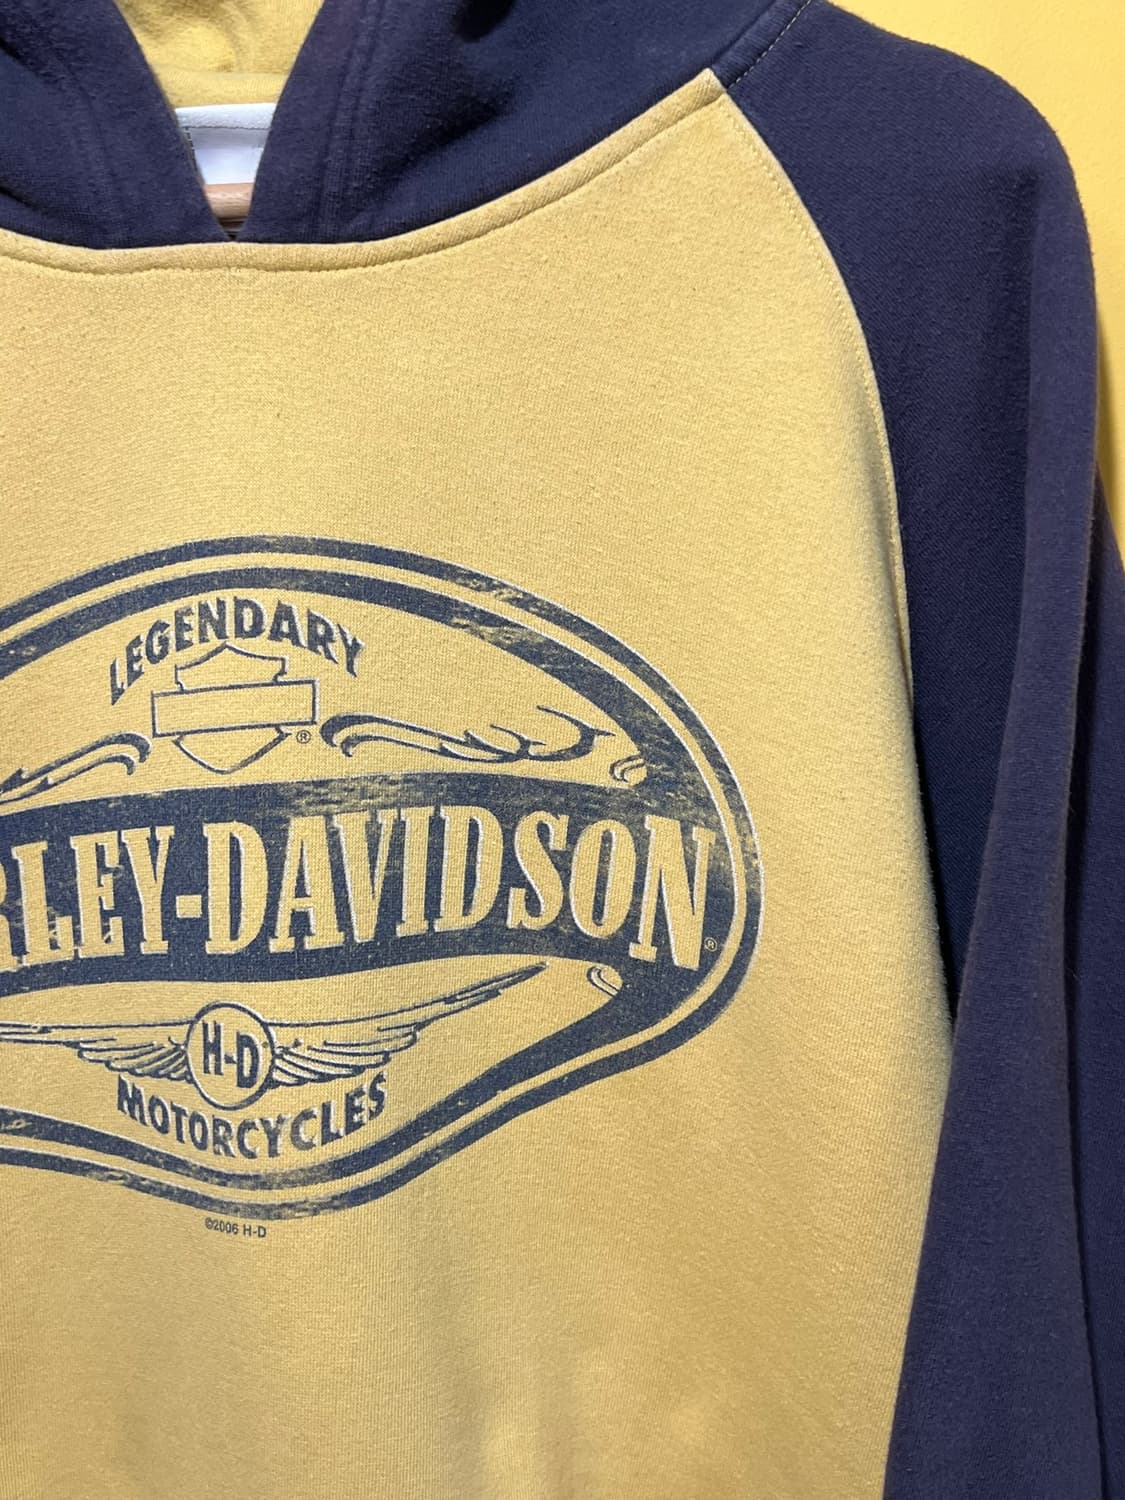 LEGENDARY
®
RLEY-DAVIDSON®
H-D
MOTORCYCLES
©2006 H-D